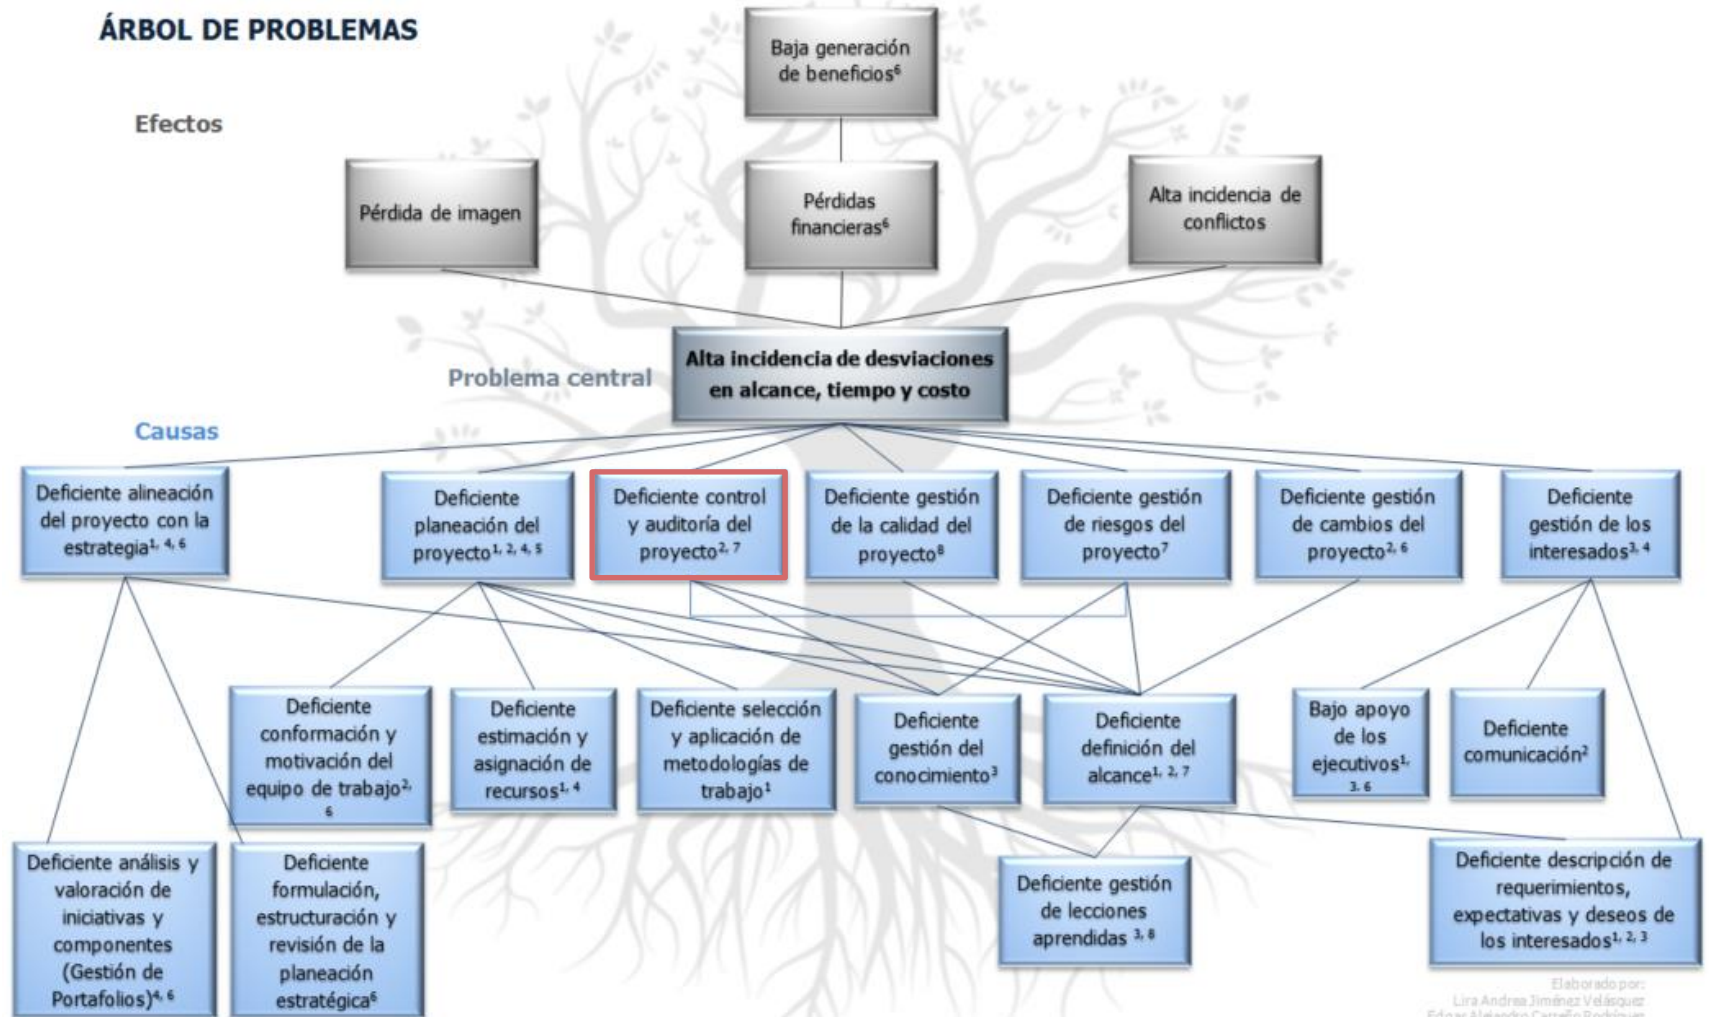 ÁRBOL DE PROBLEMAS
Baja generación
de beneficios⁶
Efectos
Pérdida de imagen
Pérdidas
financieras⁶
Alta incidencia de
conflictos
Problema central
Alta incidencia de desviaciones
en alcance, tiempo y costo
Causas
Deficiente alineación
del proyecto con la
estrategia¹, ⁴, ⁶
Deficiente
planeación del
proyecto¹, ², ⁴, ⁵
Deficiente control
y auditoría del
proyecto², ⁷
Deficiente gestión
de la calidad del
proyecto⁸
Deficiente gestión
de riesgos del
proyecto⁷
Deficiente gestión
de cambios del
proyecto², ⁶
Deficiente
gestión de los
interesados³, ⁴
Deficiente
conformación y
motivación del
equipo de trabajo²,
⁶
Deficiente
estimación y
asignación de
recursos¹, ⁴
Deficiente selección
y aplicación de
metodologías de
trabajo¹
Deficiente
gestión del
conocimiento³
Deficiente
definición del
alcance¹, ², ⁷
Bajo apoyo
de los
ejecutivos¹,
³, ⁶
Deficiente
comunicación²
Deficiente análisis y
valoración de
iniciativas y
componentes
(Gestión de
Portafolios)⁴, ⁶
Deficiente
formulación,
estructuración y
revisión de la
planeación
estratégica⁶
Deficiente gestión
de lecciones
aprendidas ³, ⁸
Deficiente descripción de
requerimientos,
expectativas y deseos de
los interesados¹, ², ³
Elaborado por:
Lira Andrea Jiménez Velásquez
Edgar Alejandro Carreño Rodríguez